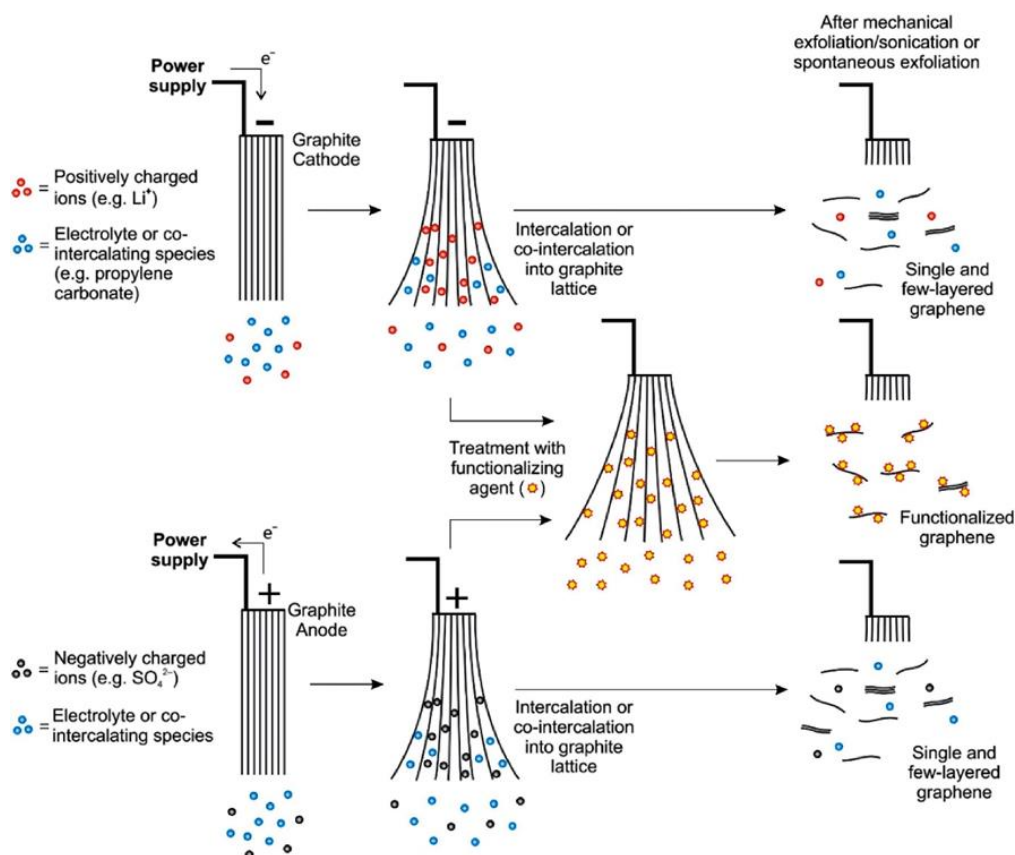 After mechanical
exfoliation/sonication or
spontaneous exfoliation
Power
supply
e⁻
−
Graphite
Cathode
= Positively charged
ions (e.g. Li⁺)
= Electrolyte or co-
intercalating species
(e.g. propylene
carbonate)
−
Intercalation or
co-intercalation
into graphite
lattice
Single and
few-layered
graphene
Treatment with
functionalizing
agent ( )
Functionalized
graphene
Power
supply
e⁻
+
Graphite
Anode
= Negatively charged
ions (e.g. SO₄²⁻)
= Electrolyte or co-
intercalating species
+
Intercalation or
co-intercalation
into graphite
lattice
Single and
few-layered
graphene